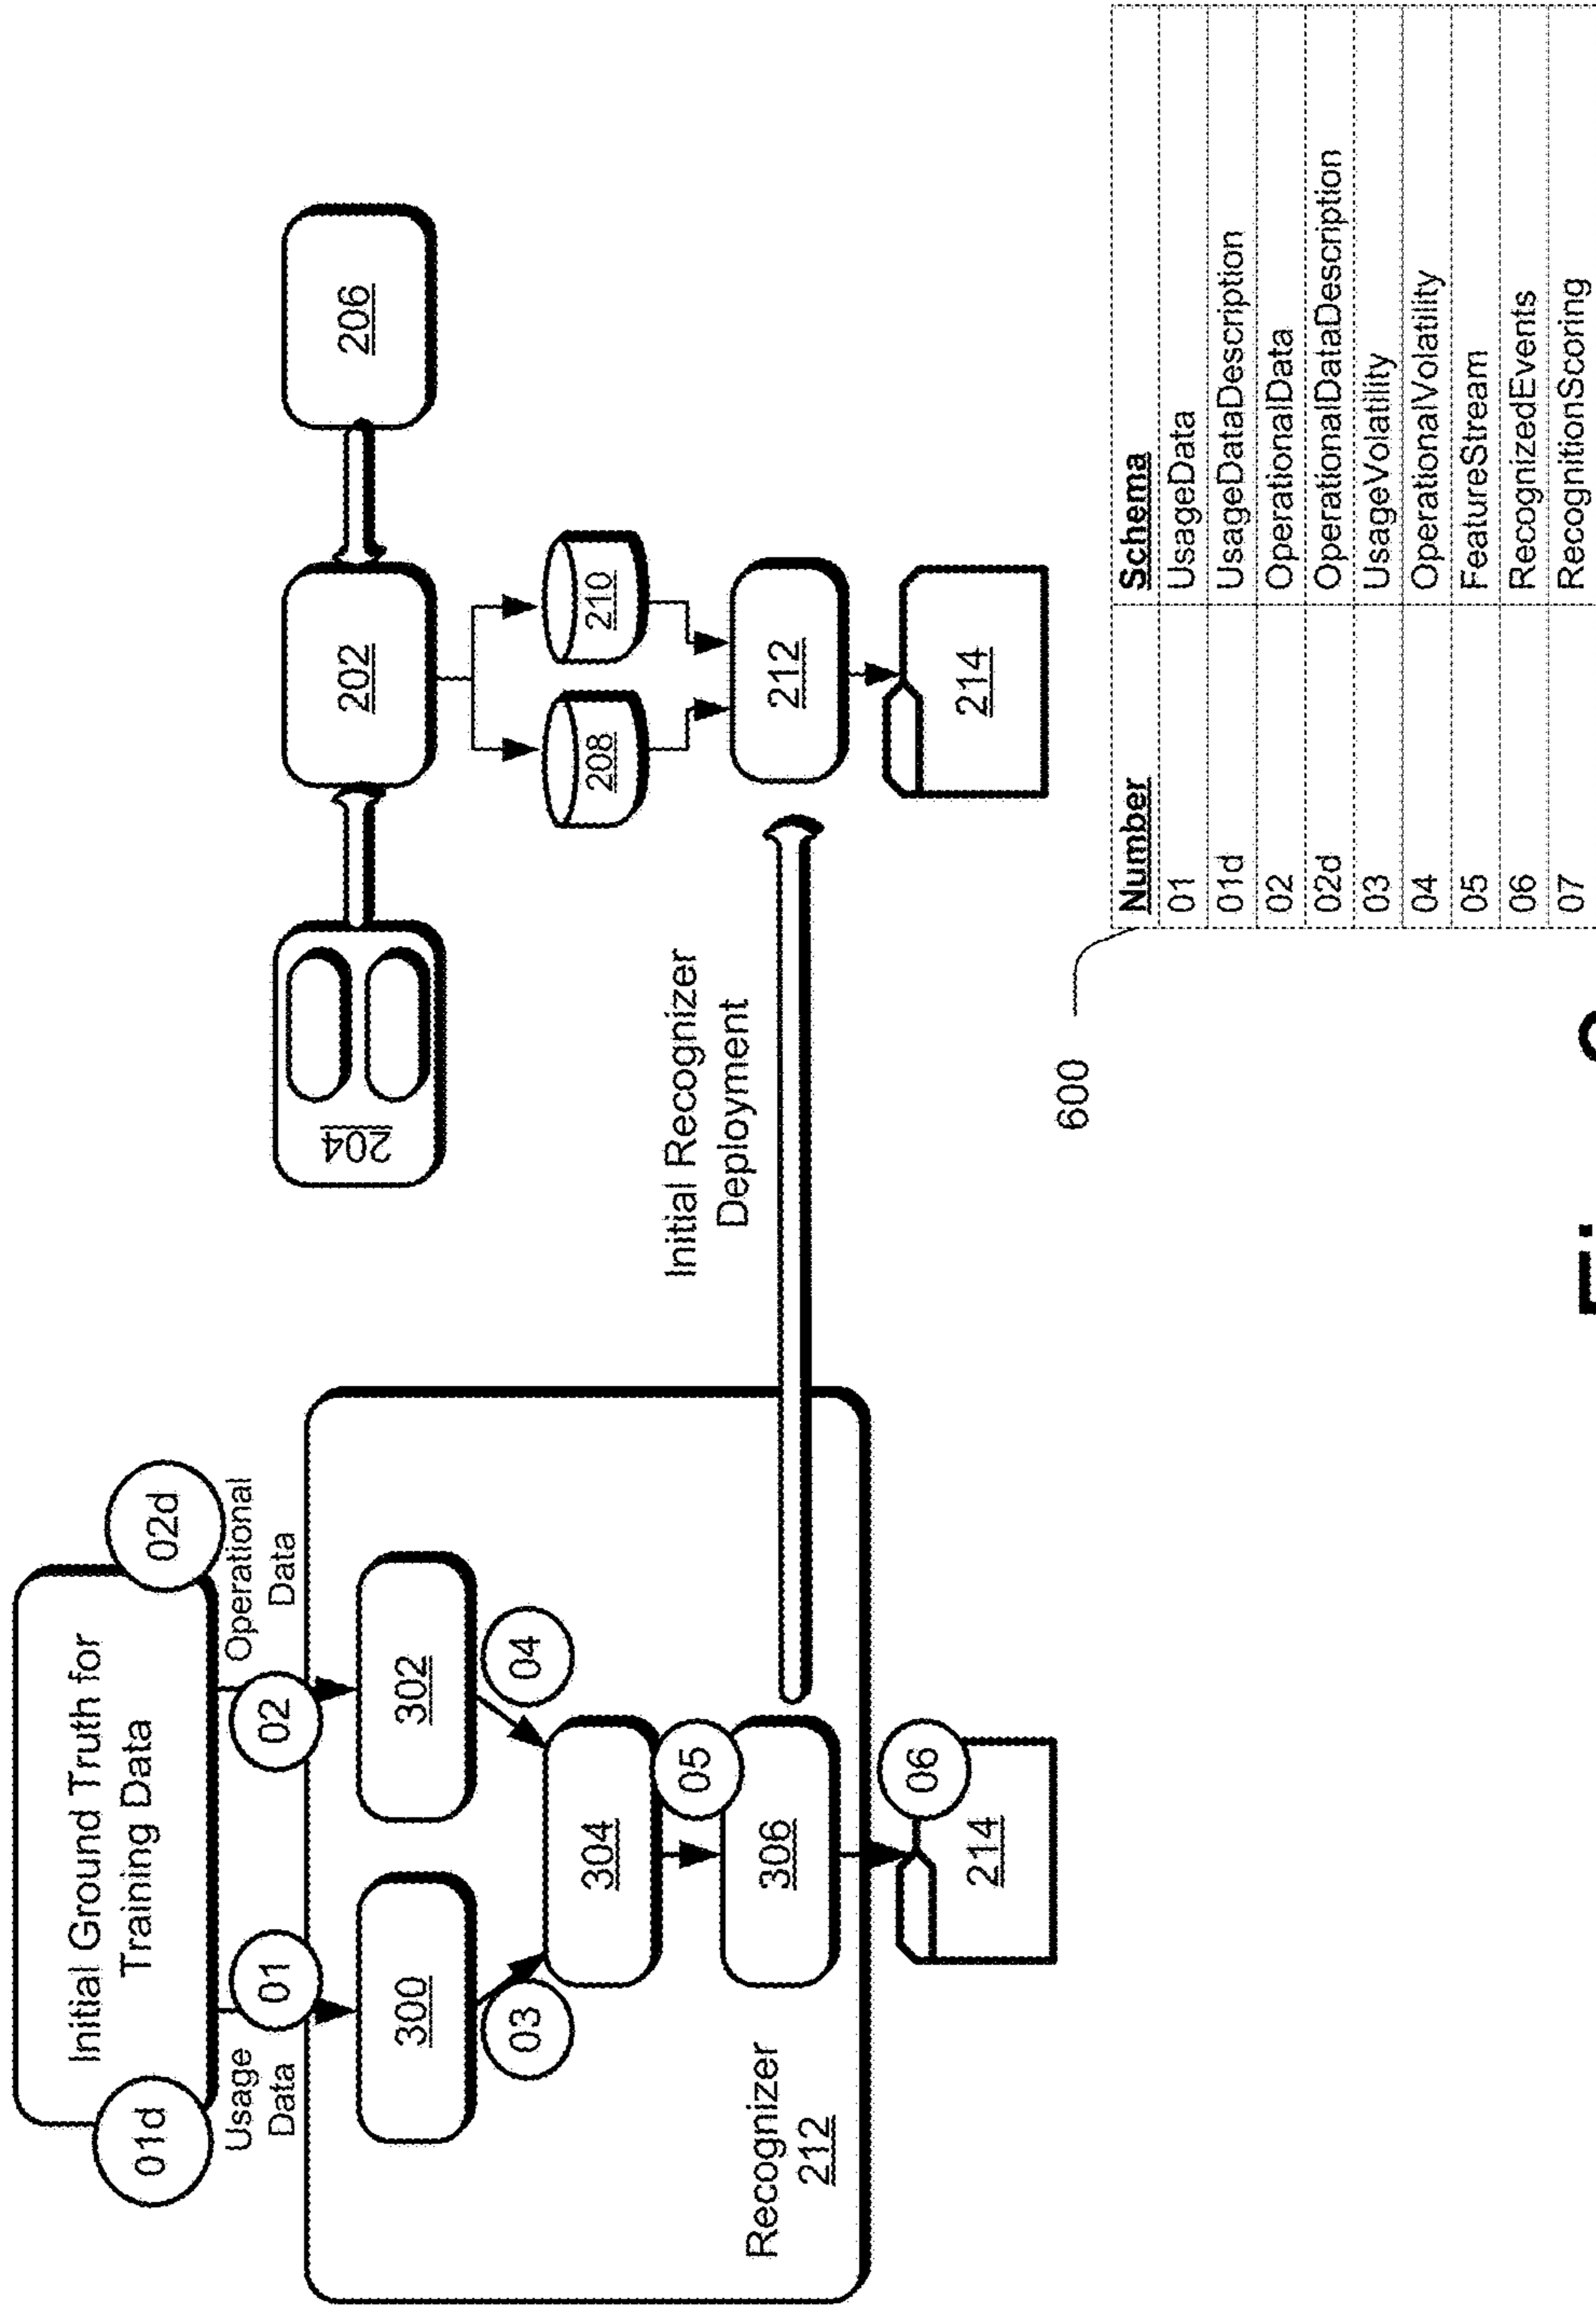 Initial Ground Truth for
Training Data
01d
02d
Usage
Data
01
02
Operational
Data
300
302
03
04
304
05
306
Recognizer
212
06
214
Initial Recognizer
Deployment
204
202
206
208
210
212
214
600
Number Schema
01 UsageData
01d UsageDataDescription
02 OperationalData
02d OperationalDataDescription
03 UsageVolatility
04 OperationalVolatility
05 FeatureStream
06 RecognizedEvents
07 RecognitionScoring